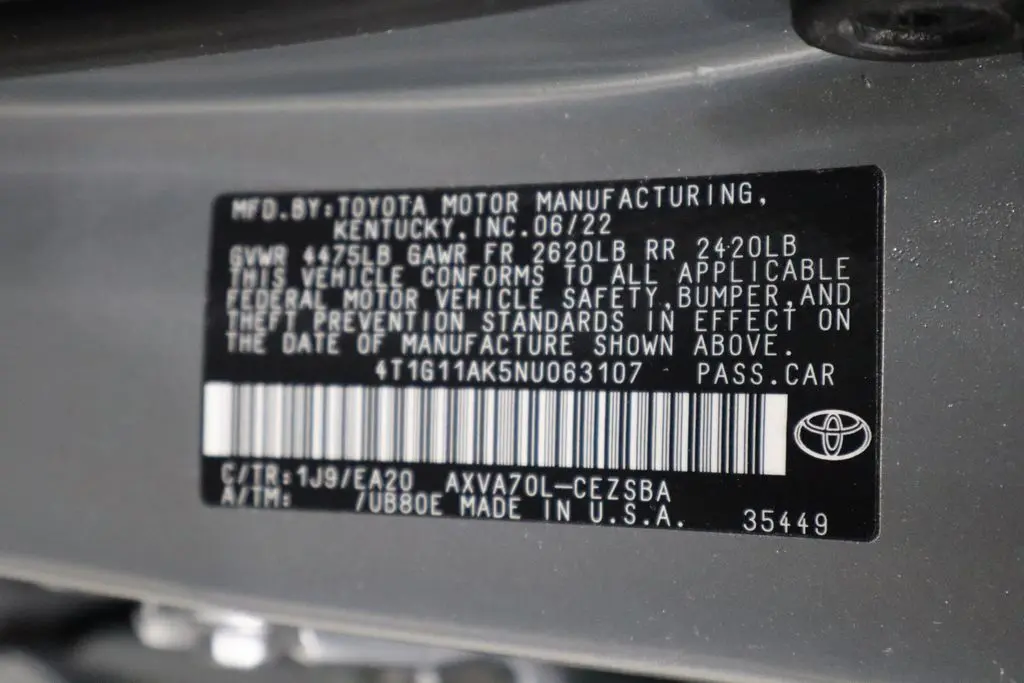 MFD.BY:TOYOTA MOTOR MANUFACTURING,
KENTUCKY,INC.06/22
GVWR 4475LB GAWR FR 2620LB RR 2420LB
THIS VEHICLE CONFORMS TO ALL APPLICABLE
FEDERAL MOTOR VEHICLE SAFETY,BUMPER,AND
THEFT PREVENTION STANDARDS IN EFFECT ON
THE DATE OF MANUFACTURE SHOWN ABOVE.
4T1G11AK5NU063107 PASS.CAR
C/TR:1J9/EA20 AXVA70L-CEZSBA
A/TM: /UB80E MADE IN U.S.A. 35449